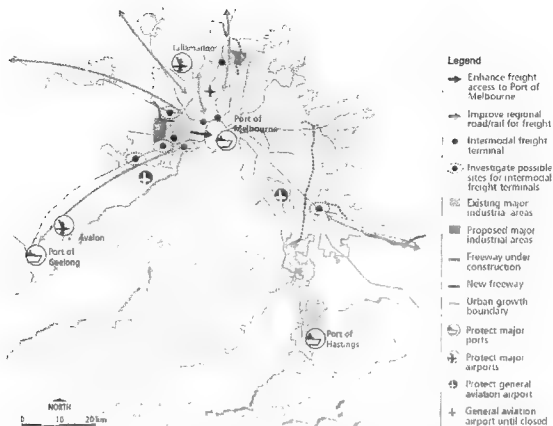 Tullamarine
Port of
Melbourne
Avalon
Port of
Geelong
Port of
Hastings
NORTH
0 10 20 km
Legend
Enhance freight
access to Port of
Melbourne
Improve regional
road/rail for freight
Intermodal freight
terminal
Investigate possible
sites for intermodal
freight terminals
Existing major
industrial areas
Proposed major
industrial areas
Freeway under
construction
New freeway
Urban growth
boundary
Protect major
ports
Protect major
airports
Protect general
aviation airport
General aviation
airport until closed